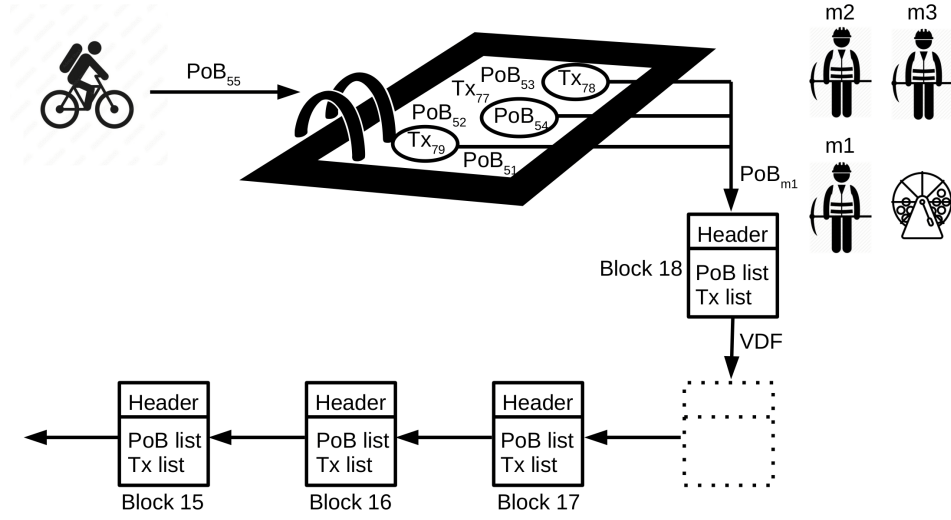 m2
m3
PoB55
PoB53
Tx78
Tx77
PoB52
PoB54
Tx79
PoB51
m1
PoBm1
Header
Block 18
PoB list
Tx list
VDF
Header
PoB list
Tx list
Block 15
Header
PoB list
Tx list
Block 16
Header
PoB list
Tx list
Block 17